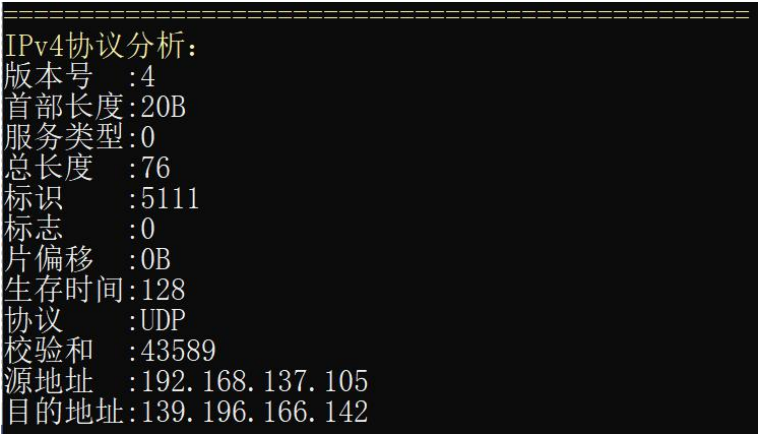 ==================================================
IPv4协议分析：
版本号  :4
首部长度:20B
服务类型:0
总长度  :76
标识    :5111
标志    :0
片偏移  :0B
生存时间:128
协议    :UDP
校验和  :43589
源地址  :192.168.137.105
目的地址:139.196.166.142